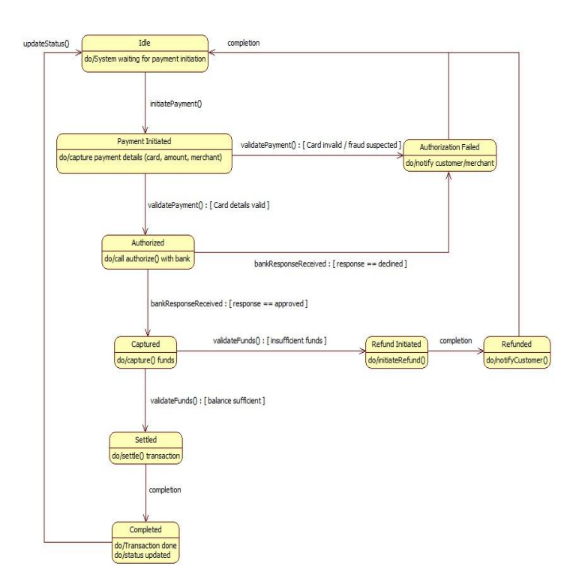 updateStatus()
Idle
completion
do/System waiting for payment initiation
initiatePayment()
Payment Initiated
do/capture payment details (card, amount, merchant)
validatePayment() : [ Card invalid / fraud suspected ]
Authorization Failed
do/notify customer/merchant
validatePayment() : [ Card details valid ]
Authorized
do/call authorize() with bank
bankResponseReceived : [ response == declined ]
bankResponseReceived : [ response == approved ]
Captured
do/capture() funds
validateFunds() : [ insufficient funds ]
Refund Initiated
do/initiateRefund()
completion
Refunded
do/notifyCustomer()
validateFunds() : [ balance sufficient ]
Settled
do/settle() transaction
completion
Completed
do/Transaction done
do/status updated